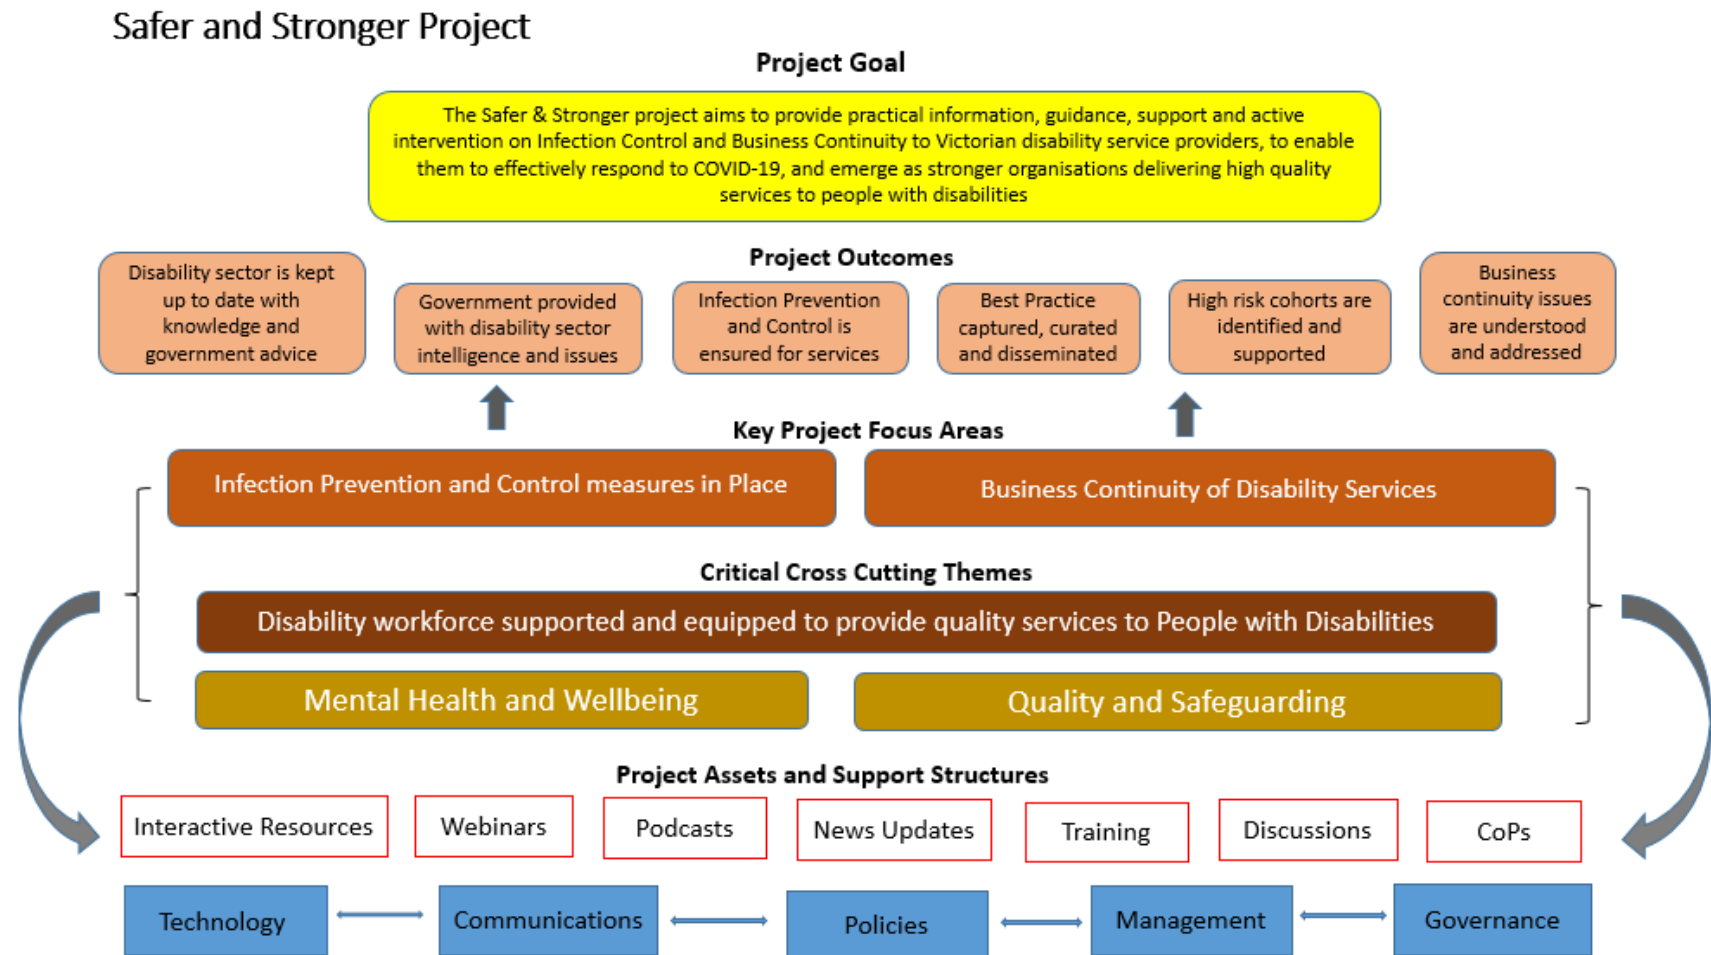 Safer and Stronger Project
Project Goal
The Safer & Stronger project aims to provide practical information, guidance, support and active
intervention on Infection Control and Business Continuity to Victorian disability service providers, to enable
them to effectively respond to COVID-19, and emerge as stronger organisations delivering high quality
services to people with disabilities
Project Outcomes
Disability sector is kept
up to date with
knowledge and
government advice
Government provided
with disability sector
intelligence and issues
Infection Prevention
and Control is
ensured for services
Best Practice
captured, curated
and disseminated
High risk cohorts are
identified and
supported
Business
continuity issues
are understood
and addressed
Key Project Focus Areas
Infection Prevention and Control measures in Place
Business Continuity of Disability Services
Critical Cross Cutting Themes
Disability workforce supported and equipped to provide quality services to People with Disabilities
Mental Health and Wellbeing
Quality and Safeguarding
Project Assets and Support Structures
Interactive Resources
Webinars
Podcasts
News Updates
Training
Discussions
CoPs
Technology
Communications
Policies
Management
Governance